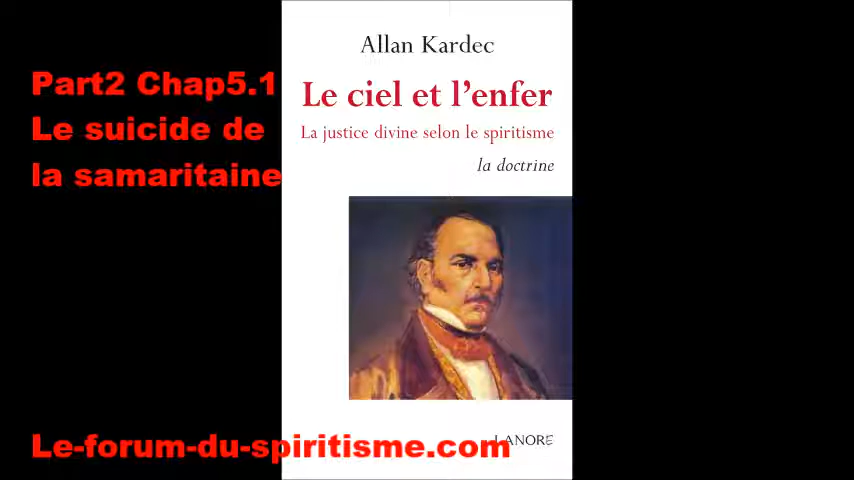 Allan Kardec
Le ciel et l'enfer
La justice divine selon le spiritisme
la doctrine
Part2 Chap5.1
Le suicide de
la samaritaine
Le-forum-du-spiritisme.com
LANORE